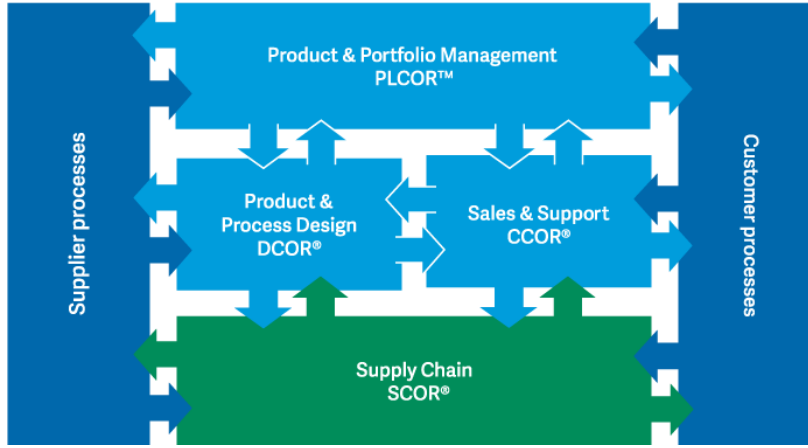 Product & Portfolio Management
PLCOR™
Supplier processes
Product &
Process Design
DCOR®
Sales & Support
CCOR®
Customer processes
Supply Chain
SCOR®